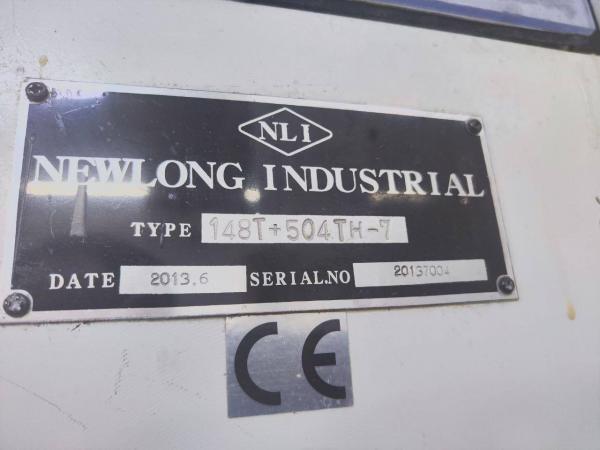 NLI
NEWLONG INDUSTRIAL
TYPE 148T+504TH-7
DATE 2013.6 SERIAL.NO 20137004
CE